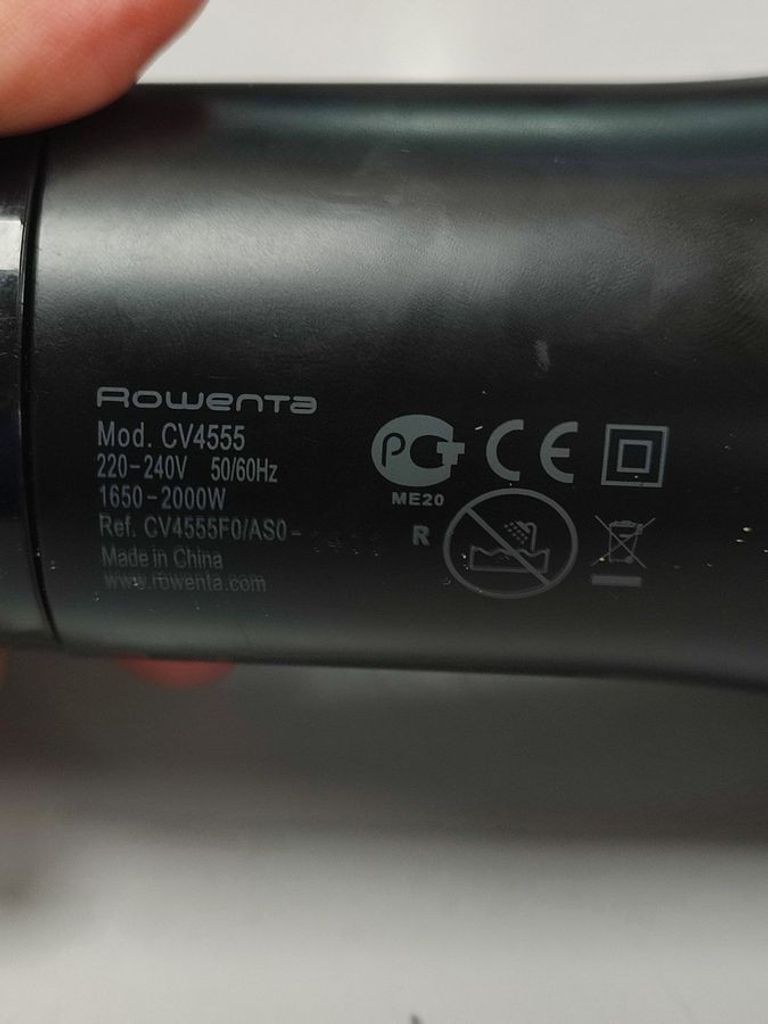 Rowenta
Mod. CV4555
220-240V 50/60Hz
1650-2000W
Ref. CV4555F0/AS0-
Made in China
www.rowenta.com
PCT
CE
ME20
R